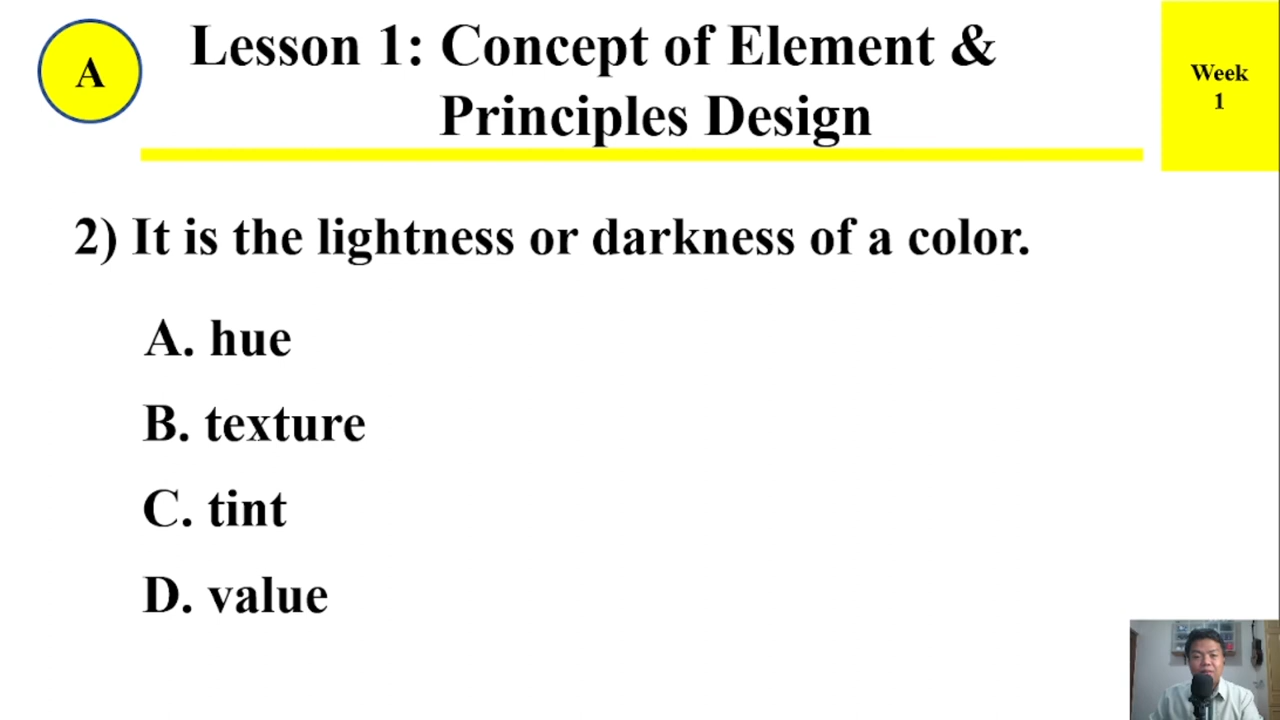 A
Lesson 1: Concept of Element &
Principles Design
Week
1
2) It is the lightness or darkness of a color.
A. hue
B. texture
C. tint
D. value